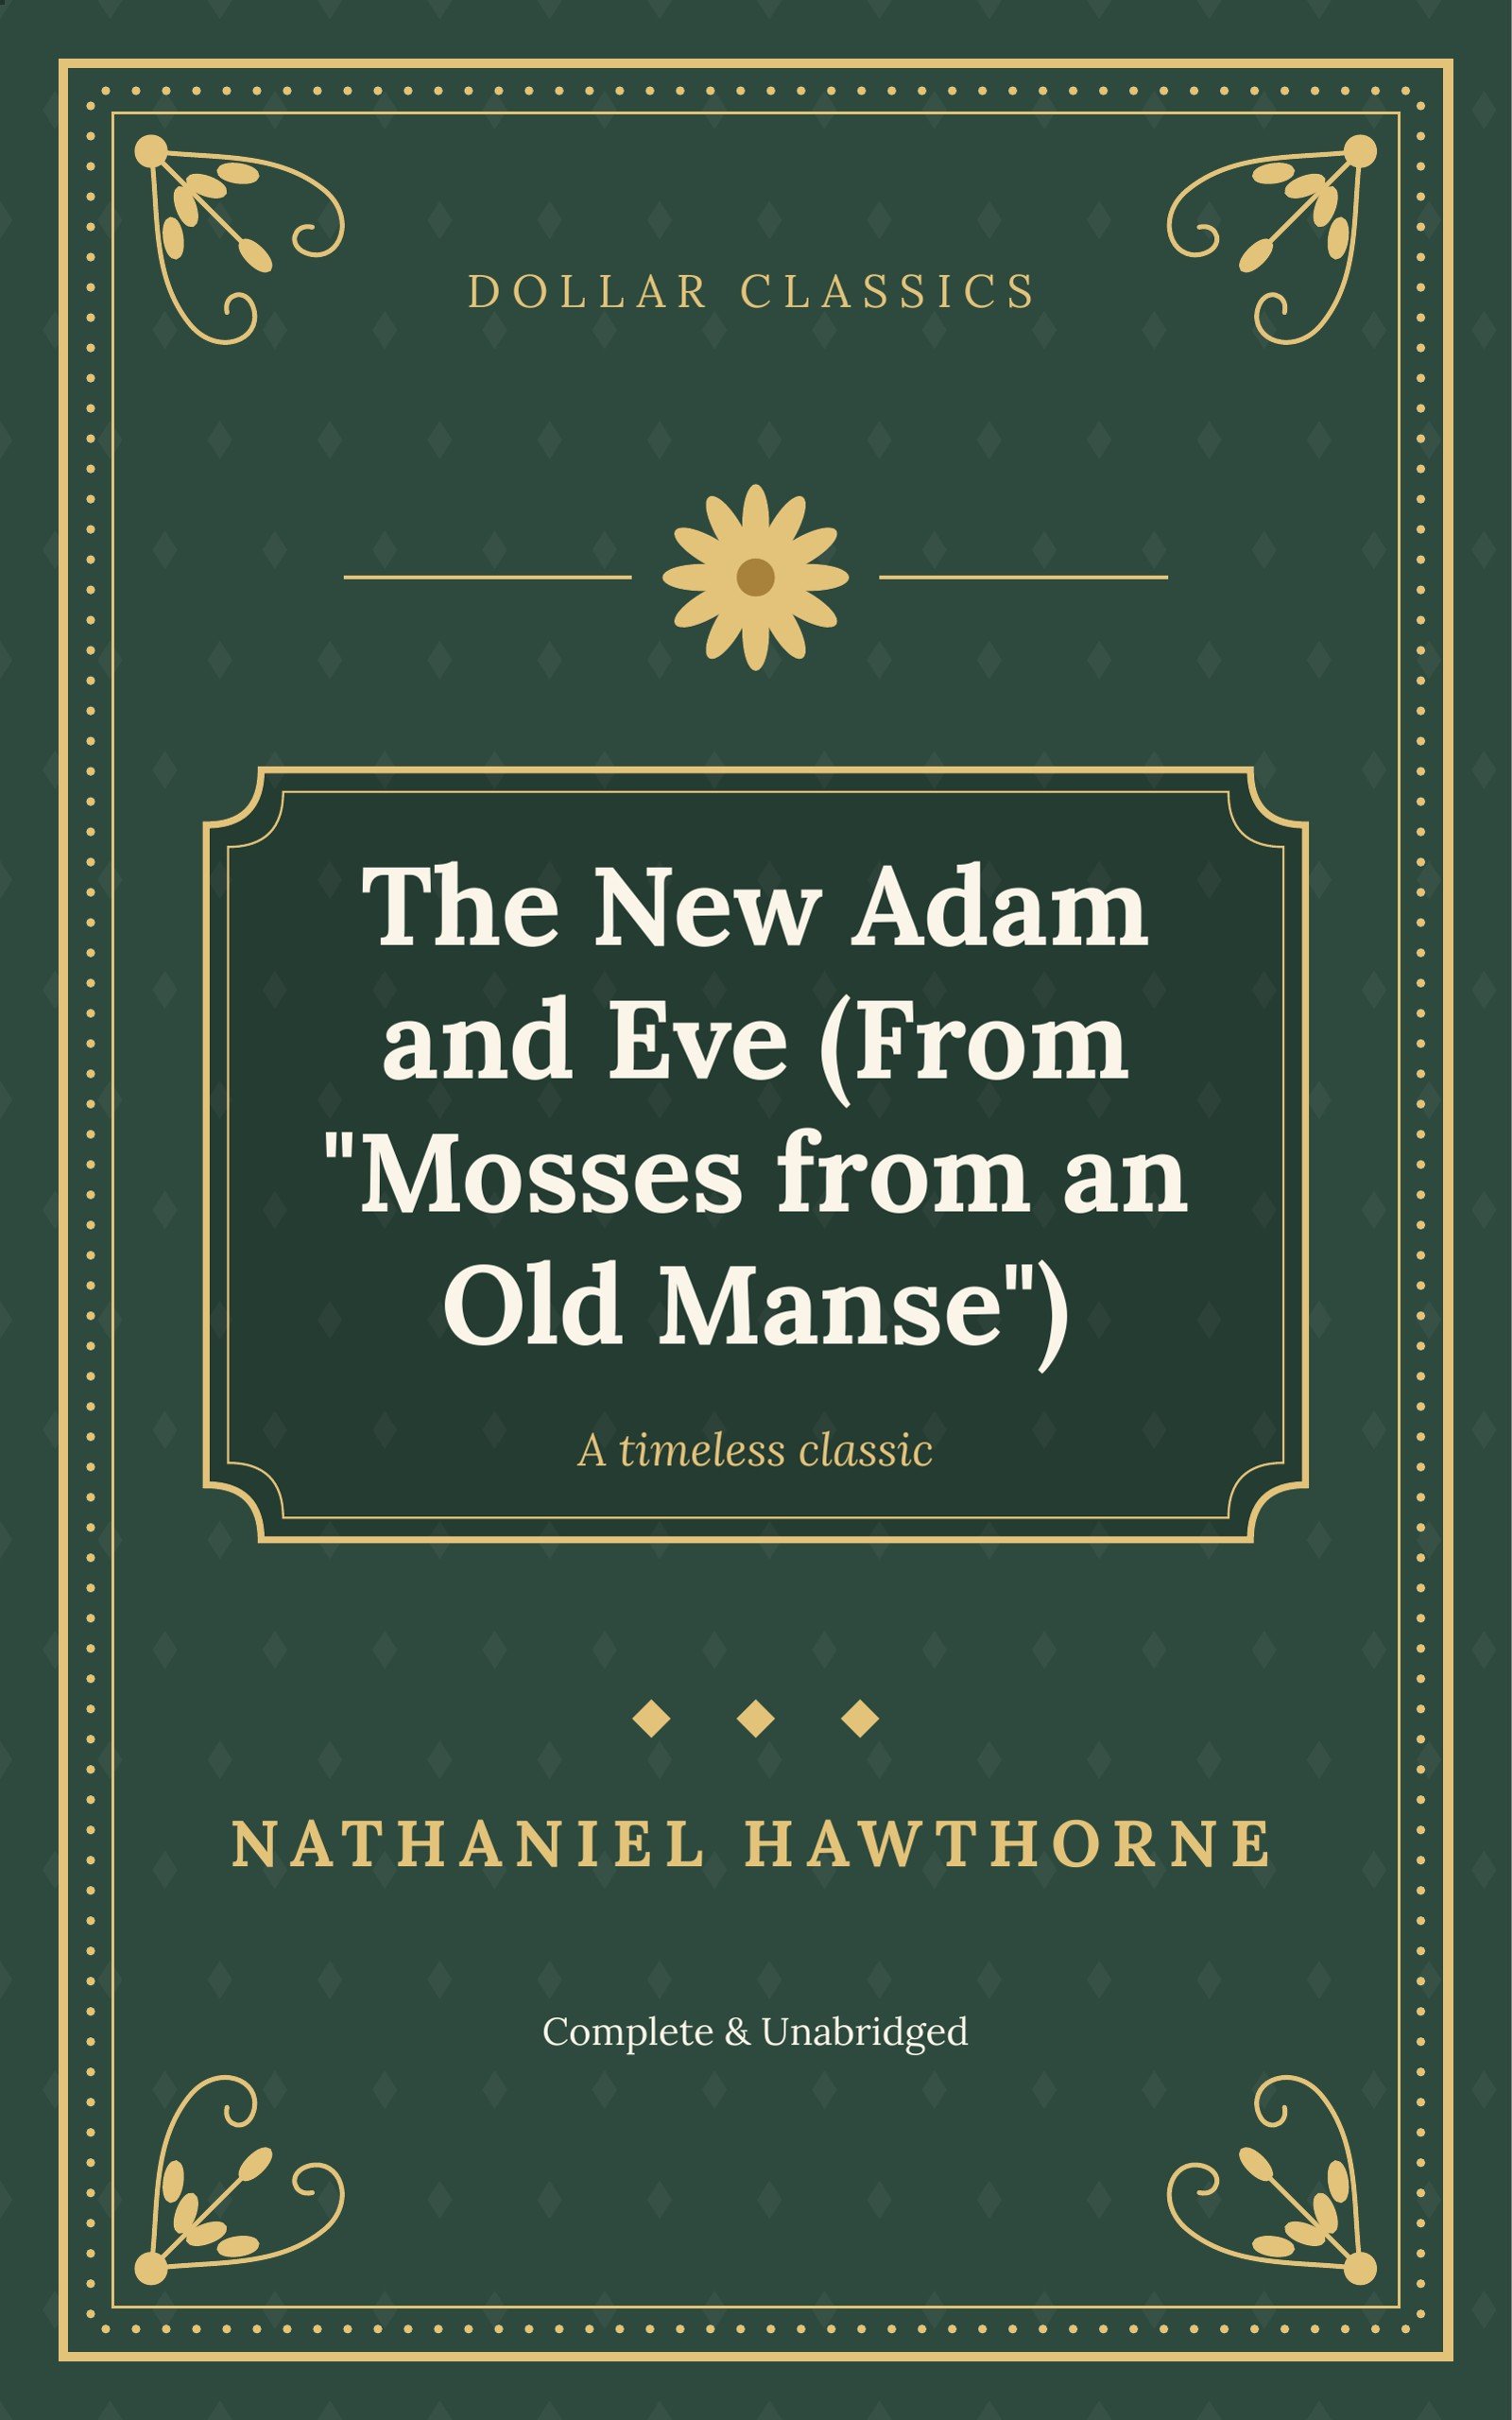 DOLLAR CLASSICS
The New Adam
and Eve (From
"Mosses from an
Old Manse")
A timeless classic
NATHANIEL HAWTHORNE
Complete & Unabridged